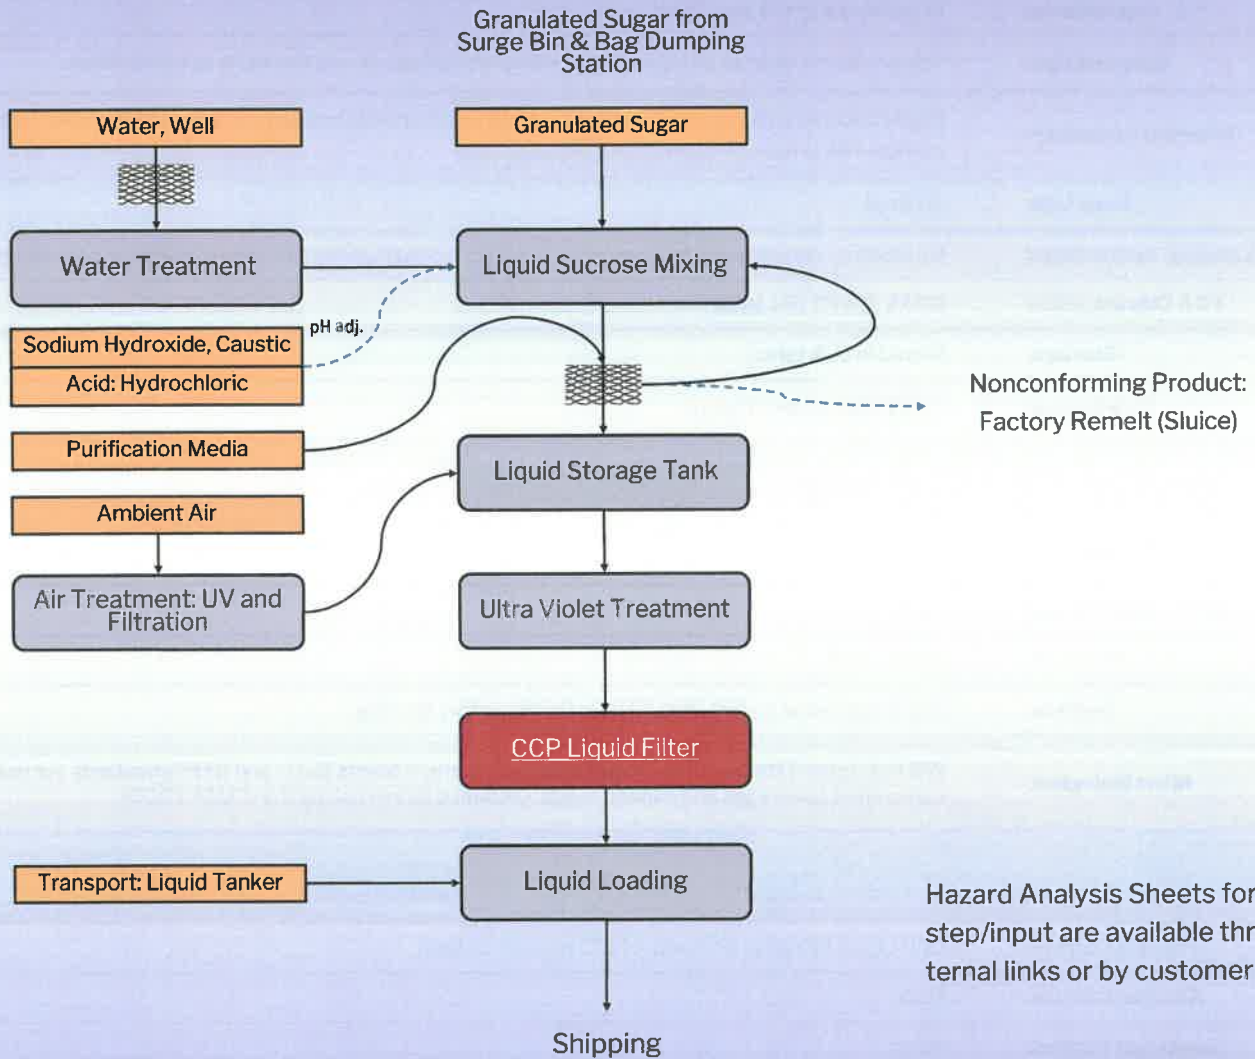 Granulated Sugar from
Surge Bin & Bag Dumping
Station
Water, Well
Granulated Sugar
Water Treatment
Liquid Sucrose Mixing
pH adj.
Sodium Hydroxide, Caustic
Acid: Hydrochloric
Nonconforming Product:
Factory Remelt (Sluice)
Purification Media
Liquid Storage Tank
Ambient Air
Air Treatment: UV and
Filtration
Ultra Violet Treatment
CCP Liquid Filter
Transport: Liquid Tanker
Liquid Loading
Hazard Analysis Sheets for
step/input are available thr
ternal links or by customer
Shipping